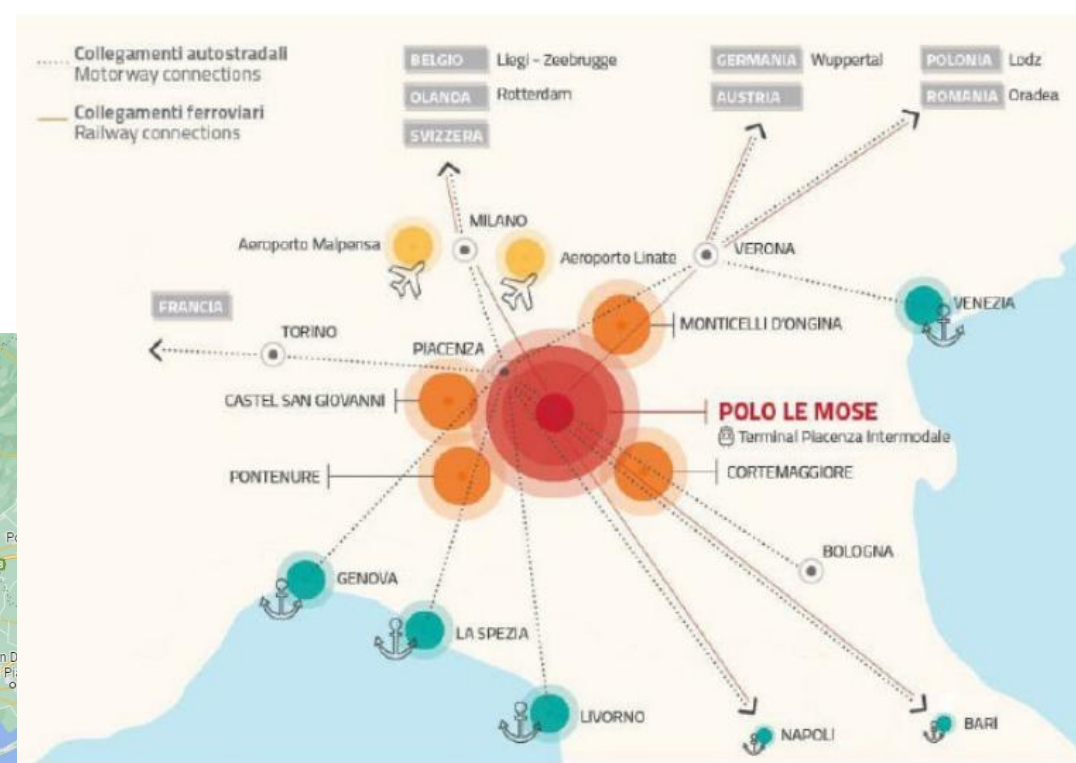 Collegamenti autostradali
Motorway connections
Collegamenti ferroviari
Railway connections
BELGIO Liegi - Zeebrugge
OLANDA Rotterdam
SVIZZERA
GERMANIA Wuppertal
AUSTRIA
POLONIA Lodz
ROMANIA Oradea
MILANO
Aeroporto Malpensa
Aeroporto Linate
VERONA
FRANCIA
VENEZIA
TORINO
MONTICELLI D'ONGINA
PIACENZA
CASTEL SAN GIOVANNI
POLO LE MOSE
Terminal Piacenza Intermodale
PONTENURE
CORTEMAGGIORE
BOLOGNA
GENOVA
LA SPEZIA
LIVORNO
NAPOLI
BARI